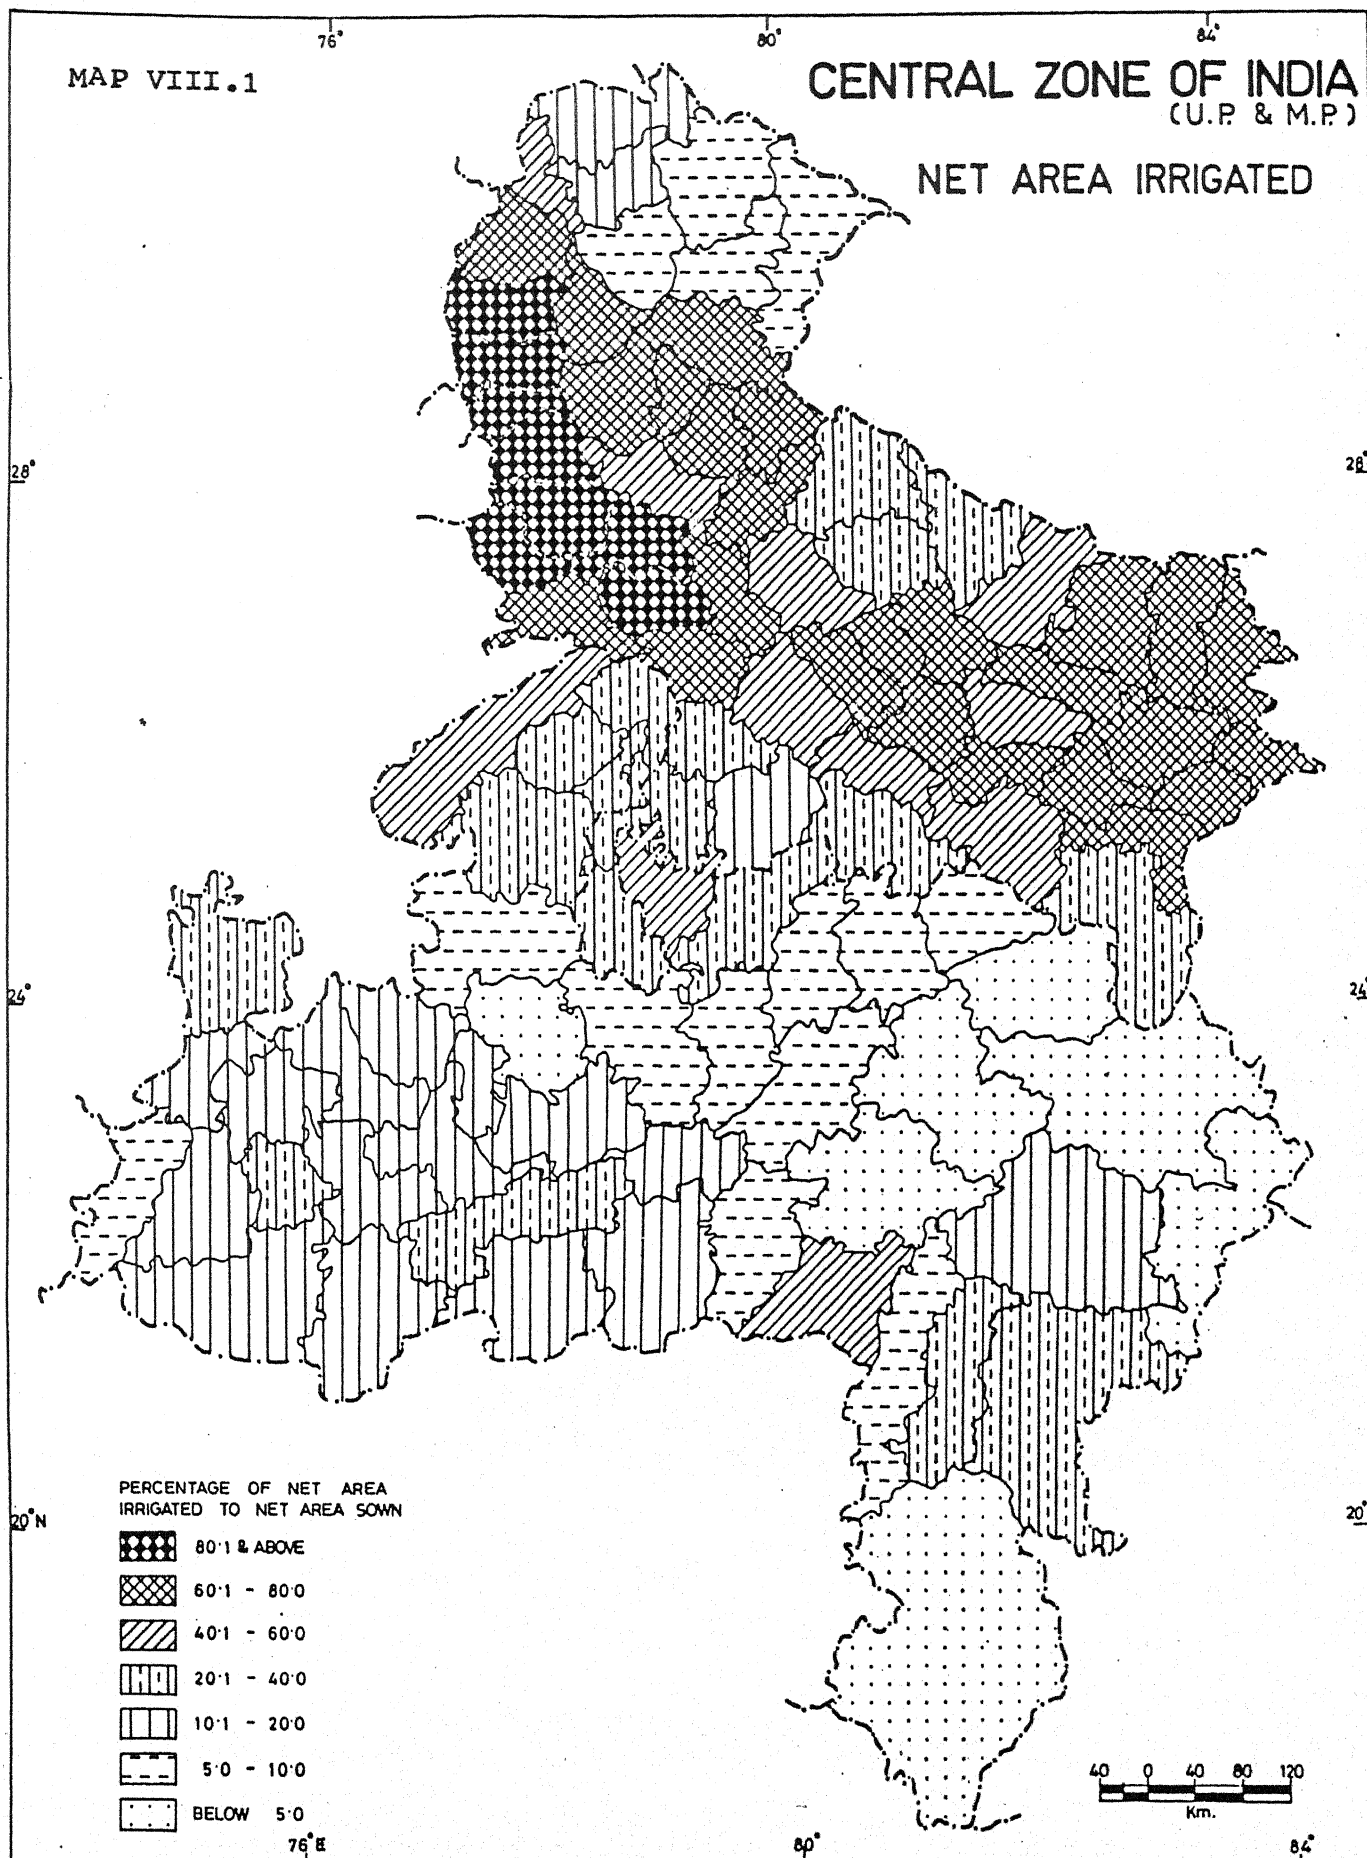 76° 80° 84°
MAP VIII.1
CENTRAL ZONE OF INDIA
(U.P. & M.P.)
NET AREA IRRIGATED
28° 28°
24° 24°
PERCENTAGE OF NET AREA
IRRIGATED TO NET AREA SOWN
20°N 20°
80·1 & ABOVE
60·1 - 80·0
40·1 - 60·0
20·1 - 40·0
10·1 - 20·0
5·0 - 10·0
BELOW 5·0
40 0 40 80 120
Km.
76°E 80° 84°